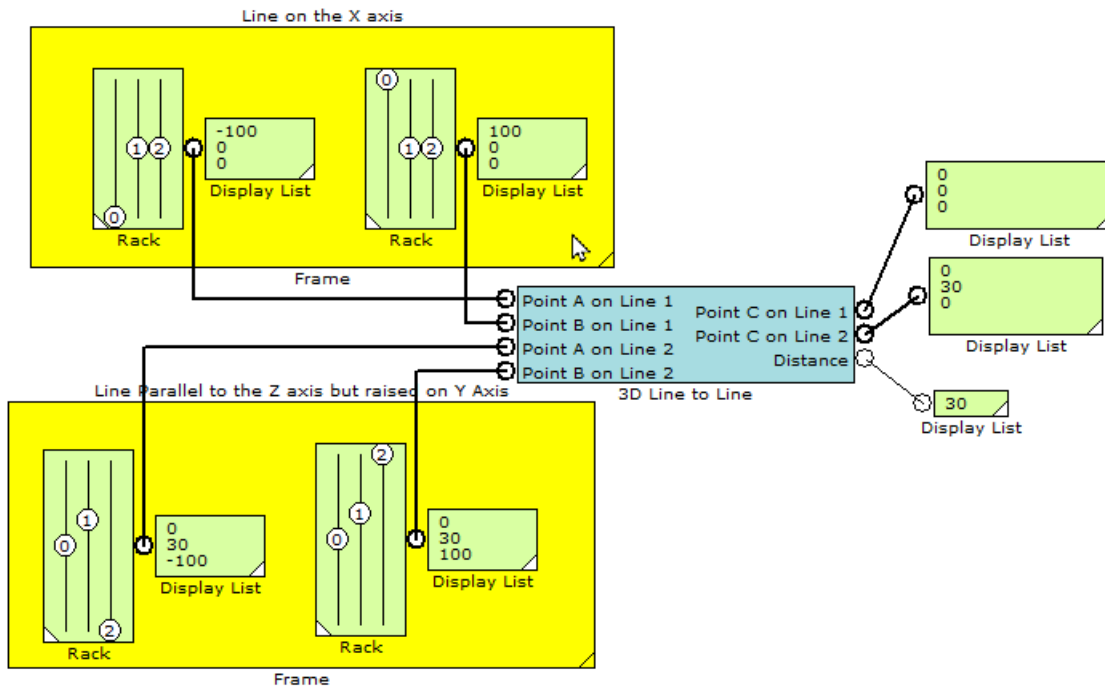 Line on the X axis
0
1
2
-100
0
0
Display List
Rack
0
1
2
100
0
0
Display List
Rack
Frame
Point A on Line 1
Point B on Line 1
Point A on Line 2
Point B on Line 2
Point C on Line 1
Point C on Line 2
Distance
3D Line to Line
0
0
0
Display List
0
30
0
Display List
30
Display List
Line Parallel to the Z axis but raised on Y Axis
0
1
2
0
30
-100
Display List
Rack
0
1
2
0
30
100
Display List
Rack
Frame